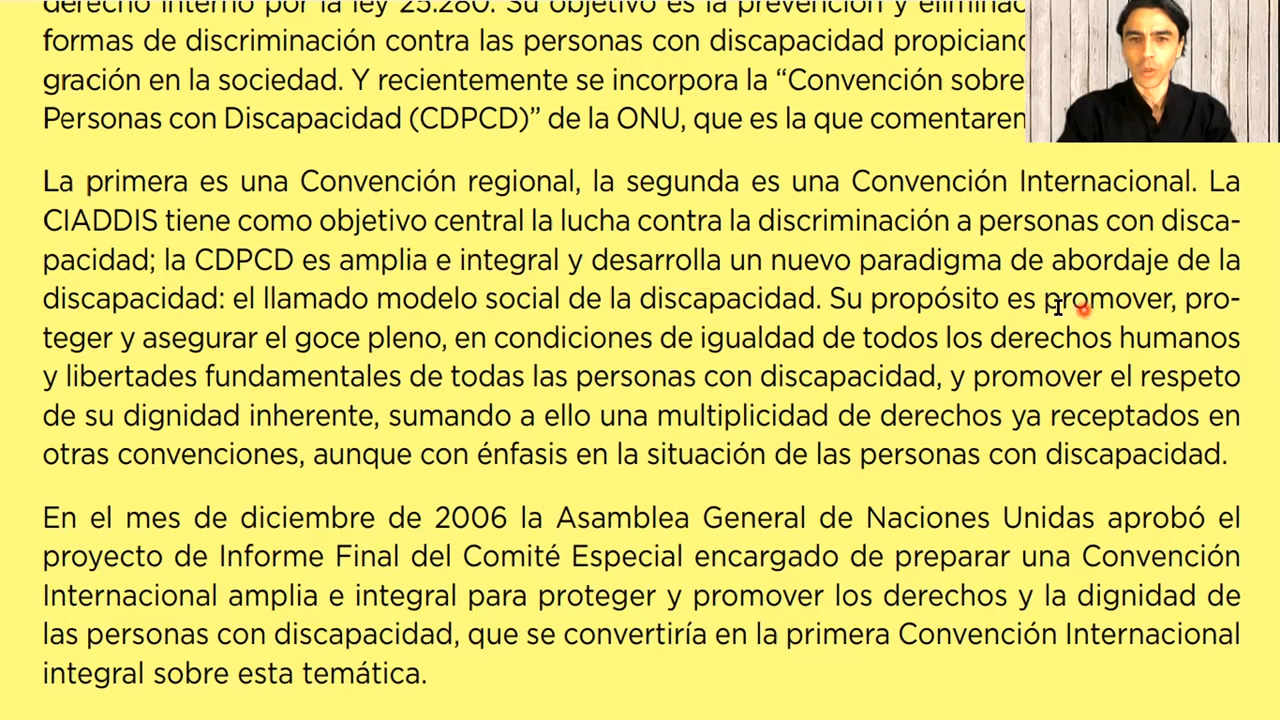 derecho interno por la ley 25.280. Su objetivo es la prevención y eliminac
formas de discriminación contra las personas con discapacidad propicianc
gración en la sociedad. Y recientemente se incorpora la “Convención sobre
Personas con Discapacidad (CDPCD)” de la ONU, que es la que comentaren
La primera es una Convención regional, la segunda es una Convención Internacional. La
CIADDIS tiene como objetivo central la lucha contra la discriminación a personas con disca-
pacidad; la CDPCD es amplia e integral y desarrolla un nuevo paradigma de abordaje de la
discapacidad: el llamado modelo social de la discapacidad. Su propósito es promover, pro-
teger y asegurar el goce pleno, en condiciones de igualdad de todos los derechos humanos
y libertades fundamentales de todas las personas con discapacidad, y promover el respeto
de su dignidad inherente, sumando a ello una multiplicidad de derechos ya receptados en
otras convenciones, aunque con énfasis en la situación de las personas con discapacidad.
En el mes de diciembre de 2006 la Asamblea General de Naciones Unidas aprobó el
proyecto de Informe Final del Comité Especial encargado de preparar una Convención
Internacional amplia e integral para proteger y promover los derechos y la dignidad de
las personas con discapacidad, que se convertiría en la primera Convención Internacional
integral sobre esta temática.